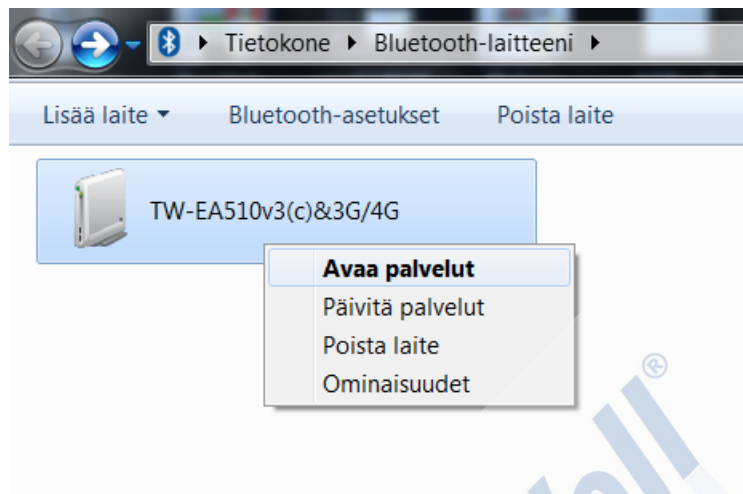 Tietokone Bluetooth-laitteeni
Lisää laite Bluetooth-asetukset Poista laite
TW-EA510v3(c)&3G/4G
Avaa palvelut
Päivitä palvelut
Poista laite
Ominaisuudet
®